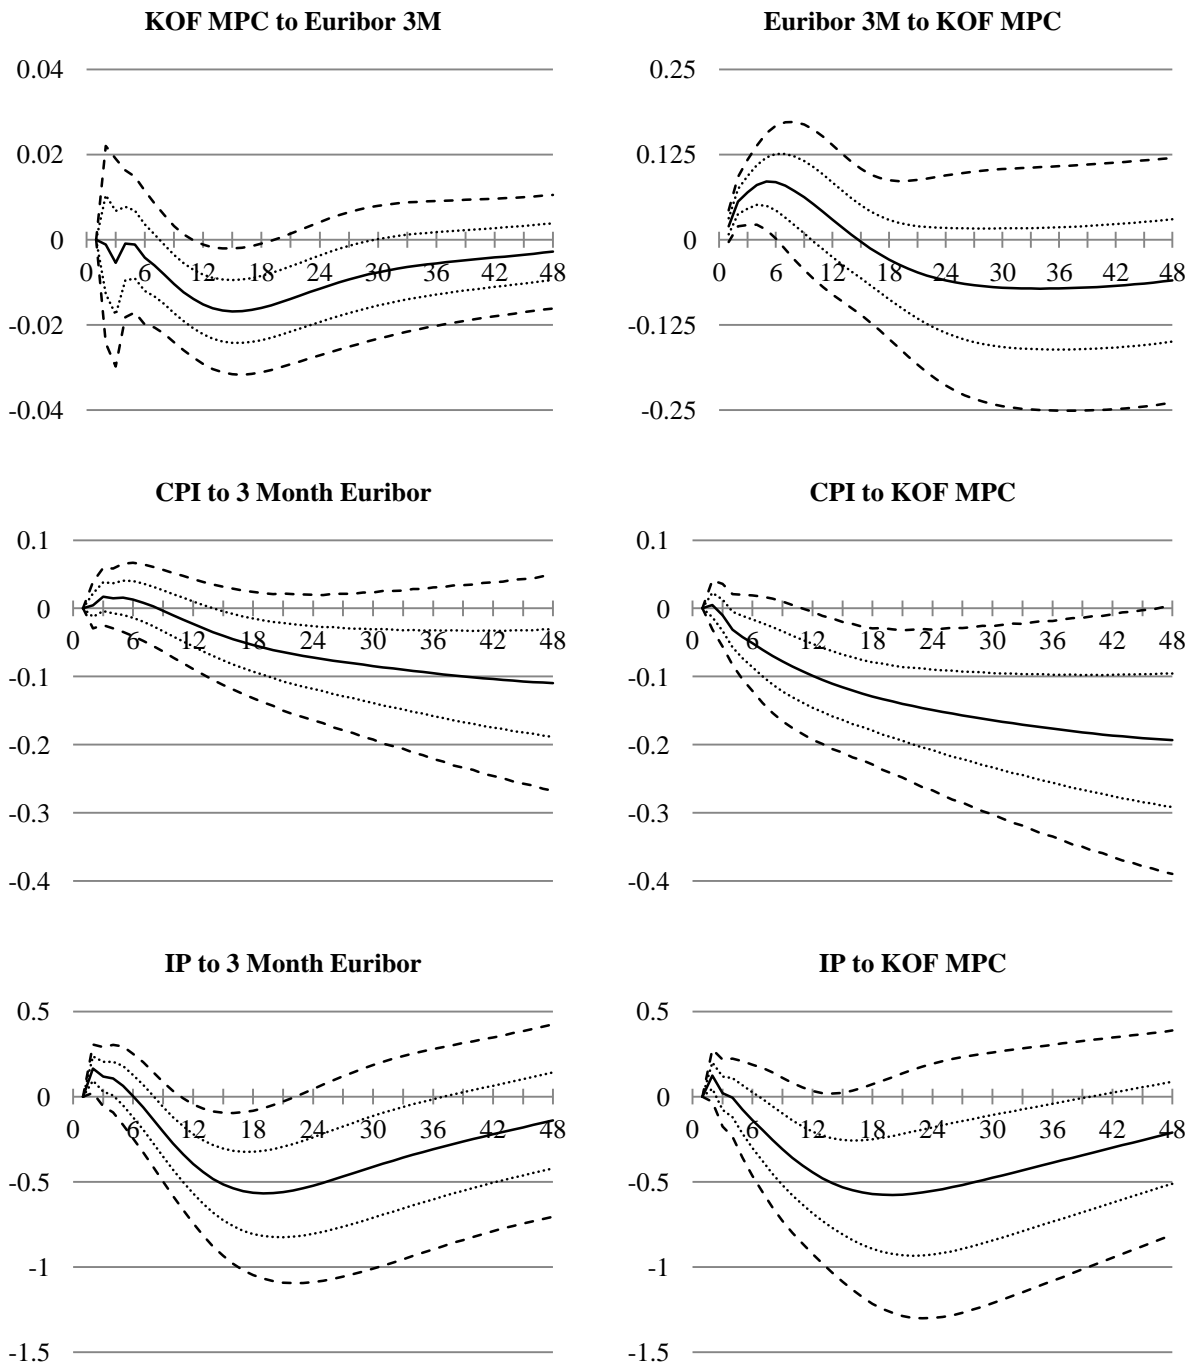 KOF MPC to Euribor 3M
0.04
0.02
0
-0.02
-0.04
0 6 12 18 24 30 36 42 48
Euribor 3M to KOF MPC
0.25
0.125
0
-0.125
-0.25
0 6 12 18 24 30 36 42 48
CPI to 3 Month Euribor
0.1
0
-0.1
-0.2
-0.3
-0.4
0 6 12 18 24 30 36 42 48
CPI to KOF MPC
0.1
0
-0.1
-0.2
-0.3
-0.4
0 6 12 18 24 30 36 42 48
IP to 3 Month Euribor
0.5
0
-0.5
-1
-1.5
0 6 12 18 24 30 36 42 48
IP to KOF MPC
0.5
0
-0.5
-1
-1.5
0 6 12 18 24 30 36 42 48